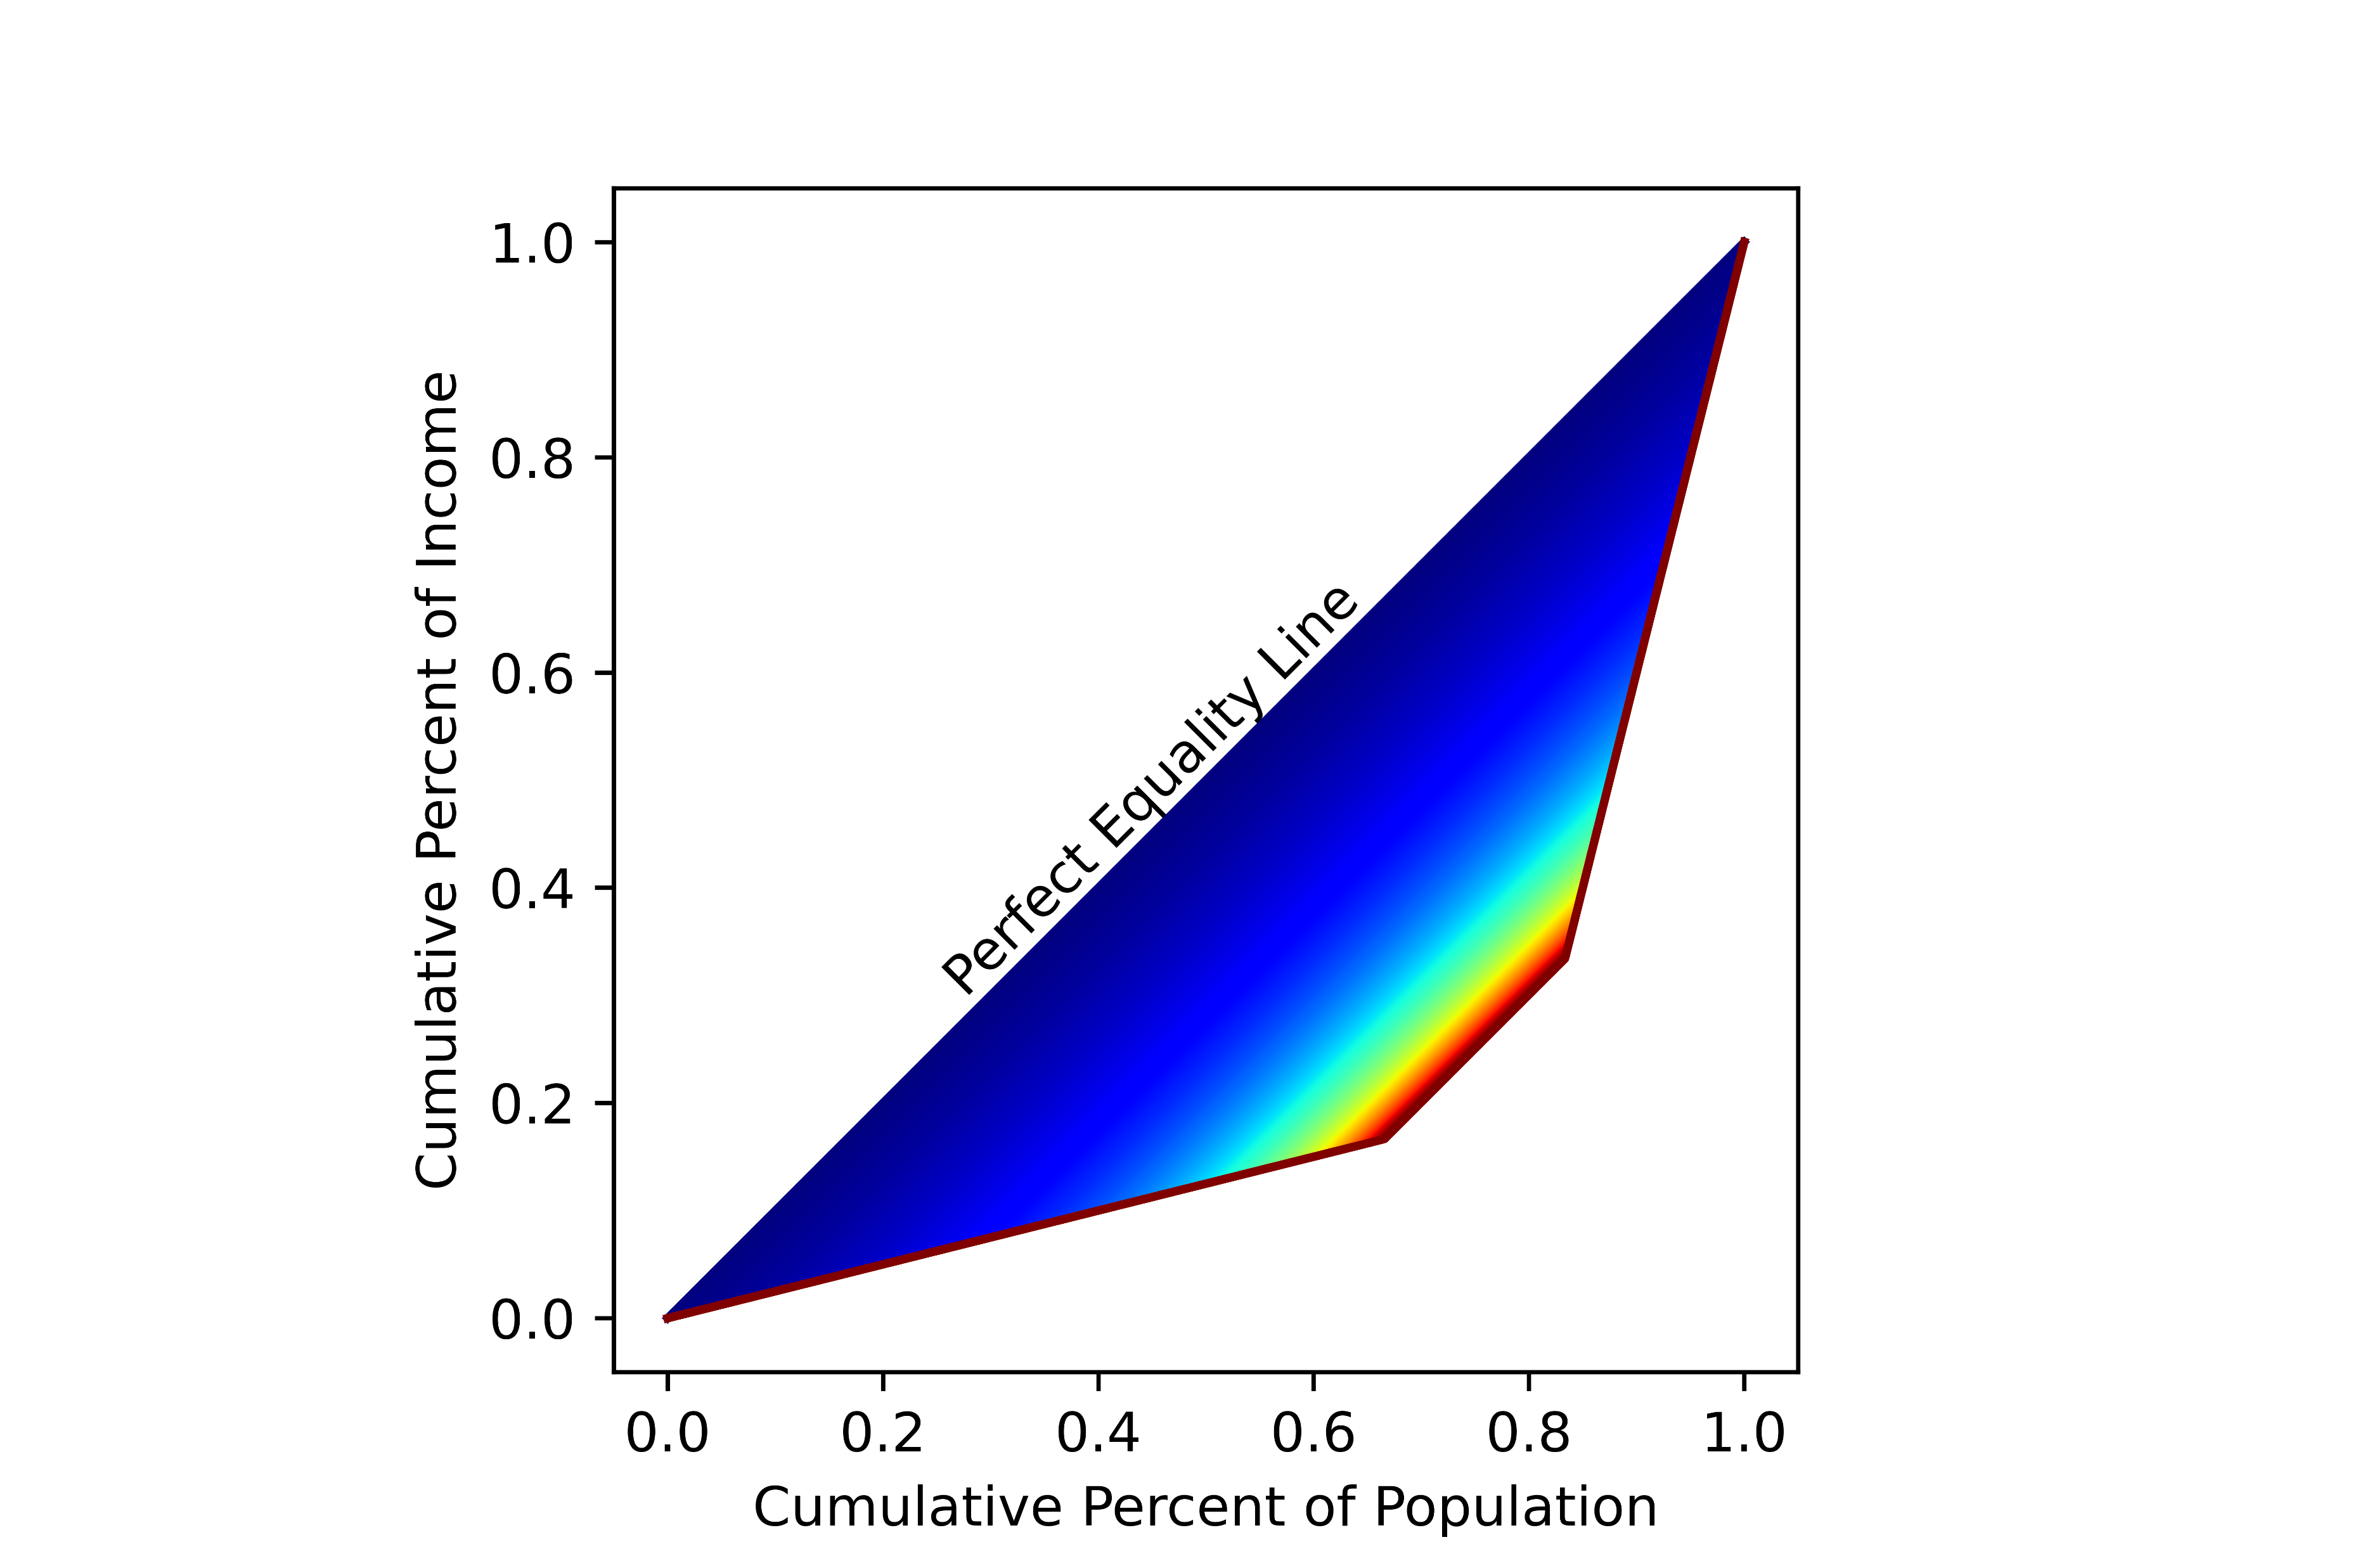 Cumulative Percent of Income
1.0
0.8
0.6
0.4
0.2
0.0
Perfect Equality Line
0.0 0.2 0.4 0.6 0.8 1.0
Cumulative Percent of Population